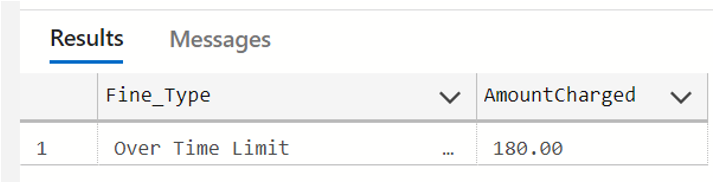 Results Messages
Fine_Type AmountCharged
1 Over Time Limit … 180.00